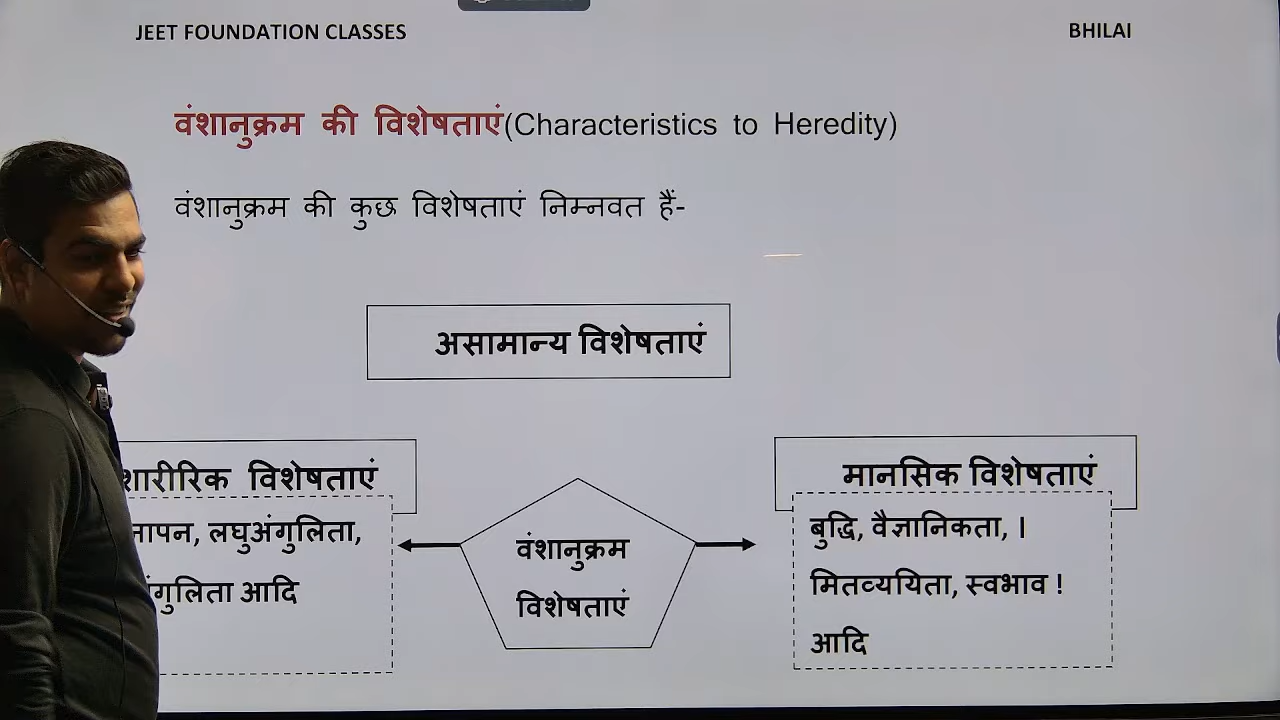 JEET FOUNDATION CLASSES
BHILAI
वंशानुक्रम की विशेषताएं(Characteristics to Heredity)
वंशानुक्रम की कुछ विशेषताएं निम्नवत हैं-
असामान्य विशेषताएं
शारीरिक विशेषताएं
लघुअंगुलिता,
आदि
वंशानुक्रम
विशेषताएं
मानसिक विशेषताएं
बुद्धि, वैज्ञानिकता, ।
मितव्ययिता, स्वभाव !
आदि